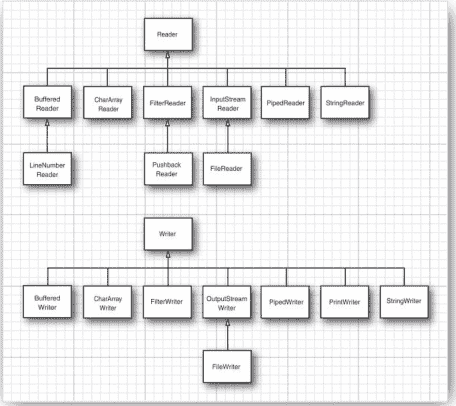 Reader
Buffered
Reader
CharArray
Reader
FilterReader
InputStream
Reader
PipedReader
StringReader
LineNumber
Reader
Pushback
Reader
FileReader
Writer
Buffered
Writer
CharArray
Writer
FilterWriter
OutputStream
Writer
PipedWriter
PrintWriter
StringWriter
FileWriter